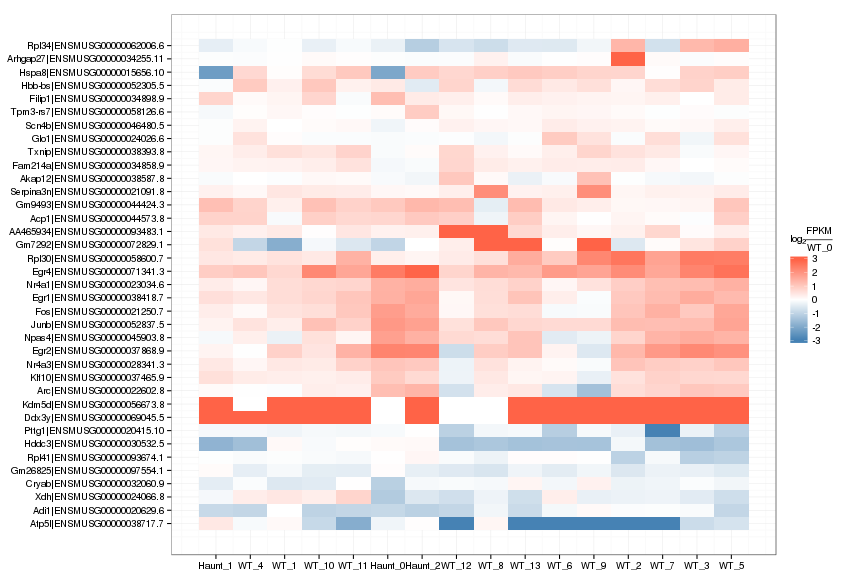 Rpl34|ENSMUSG00000062006.6
Arhgap27|ENSMUSG00000034255.11
Hspa8|ENSMUSG00000015656.10
Hbb-bs|ENSMUSG00000052305.5
Filip1|ENSMUSG00000034898.9
Tpm3-rs7|ENSMUSG00000058126.6
Scn4b|ENSMUSG00000046480.5
Glo1|ENSMUSG00000024026.6
Txnip|ENSMUSG00000038393.8
Fam214a|ENSMUSG00000034858.9
Akap12|ENSMUSG00000038587.8
Serpina3n|ENSMUSG00000021091.8
Gm9493|ENSMUSG00000044424.3
Acp1|ENSMUSG00000044573.8
AA465934|ENSMUSG00000093483.1
Gm7292|ENSMUSG00000072829.1
Rpl30|ENSMUSG00000058600.7
Egr4|ENSMUSG00000071341.3
Nr4a1|ENSMUSG00000023034.6
Egr1|ENSMUSG00000038418.7
Fos|ENSMUSG00000021250.7
Junb|ENSMUSG00000052837.5
Npas4|ENSMUSG00000045903.8
Egr2|ENSMUSG00000037868.9
Nr4a3|ENSMUSG00000028341.3
Klf10|ENSMUSG00000037465.9
Arc|ENSMUSG00000022602.8
Kdm5d|ENSMUSG00000056673.8
Ddx3y|ENSMUSG00000069045.5
Pttg1|ENSMUSG00000020415.10
Hddc3|ENSMUSG00000030532.5
Rpl41|ENSMUSG00000093674.1
Gm26825|ENSMUSG00000097554.1
Cryab|ENSMUSG00000032060.9
Xdh|ENSMUSG00000024066.8
Adi1|ENSMUSG00000020629.6
Atp5l|ENSMUSG00000038717.7
Haunt_1 WT_4 WT_1 WT_10 WT_11 Haunt_0 Haunt_2 WT_12 WT_8 WT_13 WT_6 WT_9 WT_2 WT_7 WT_3 WT_5
log2 FPKM
WT_0
3
2
1
0
-1
-2
-3